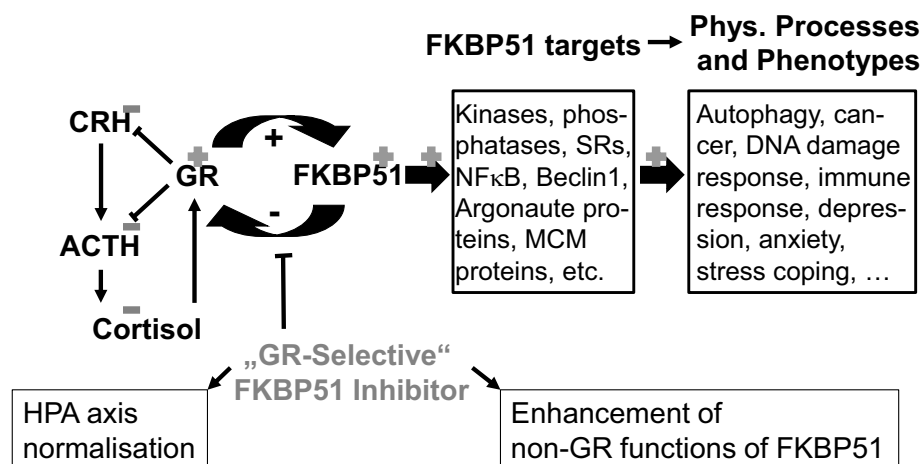 FKBP51 targets
Phys. Processes
and Phenotypes
CRH
GR
+
-
FKBP51
ACTH
Cortisol
Kinases, phos-
phatases, SRs,
NFκB, Beclin1,
Argonaute pro-
teins, MCM
proteins, etc.
Autophagy, can-
cer, DNA damage
response, immune
response, depres-
sion, anxiety,
stress coping, …
„GR-Selective“
FKBP51 Inhibitor
HPA axis
normalisation
Enhancement of
non-GR functions of FKBP51